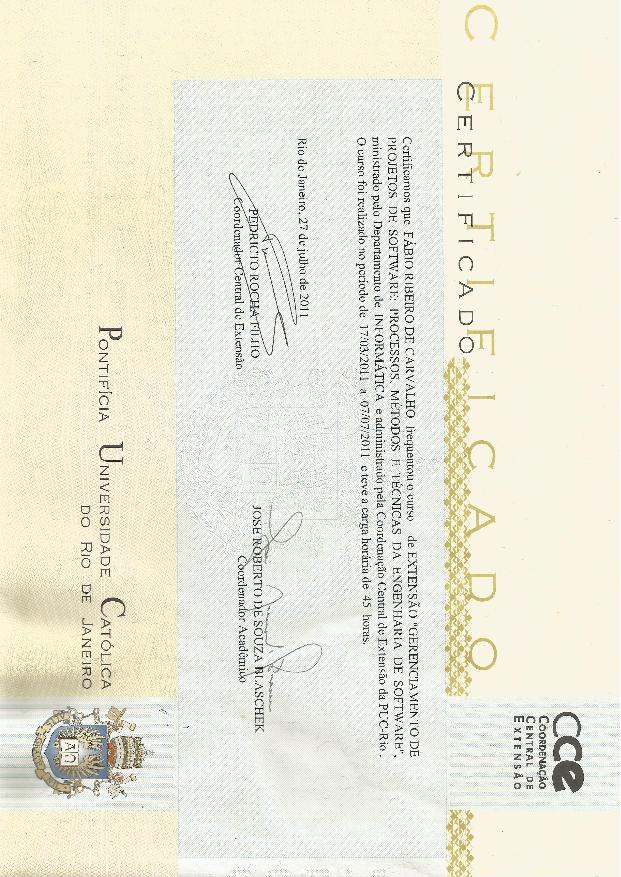 CERTIFICADO
CERTIFICADO
cce
COORDENAÇÃO
CENTRAL DE
EXTENSÃO
Certificamos que FÁBIO RIBEIRO DE CARVALHO frequentou o curso de EXTENSÃO "GERENCIAMENTO DE
PROJETOS DE SOFTWARE: PROCESSOS, MÉTODOS E TÉCNICAS DA ENGENHARIA DE SOFTWARE",
ministrado pelo Departamento de INFORMÁTICA e administrado pela Coordenação Central de Extensão da PUC-Rio.
O curso foi realizado no período de 17/03/2011 a 07/07/2011 e teve a carga horária de 45 horas.
Rio de Janeiro, 27 de julho de 2011
PEDRICTO ROCHA FILHO
Coordenador Central de Extensão
JOSE ROBERTO DE SOUZA BLASCHEK
Coordenador Acadêmico
PONTIFÍCIA UNIVERSIDADE CATÓLICA
DO RIO DE JANEIRO